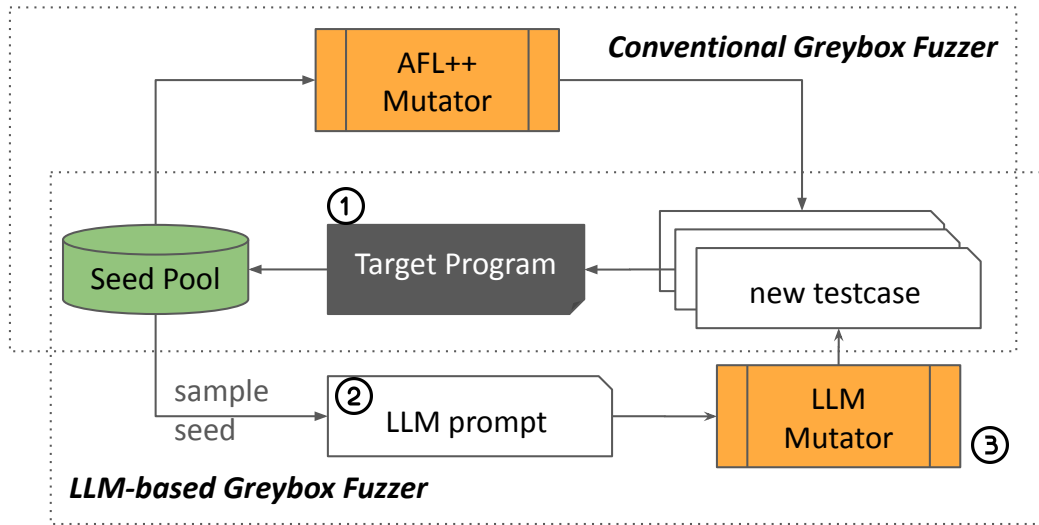 AFL++
Mutator
Conventional Greybox Fuzzer
1
Seed Pool
Target Program
new testcase
sample
seed
2
LLM prompt
LLM
Mutator
3
LLM-based Greybox Fuzzer